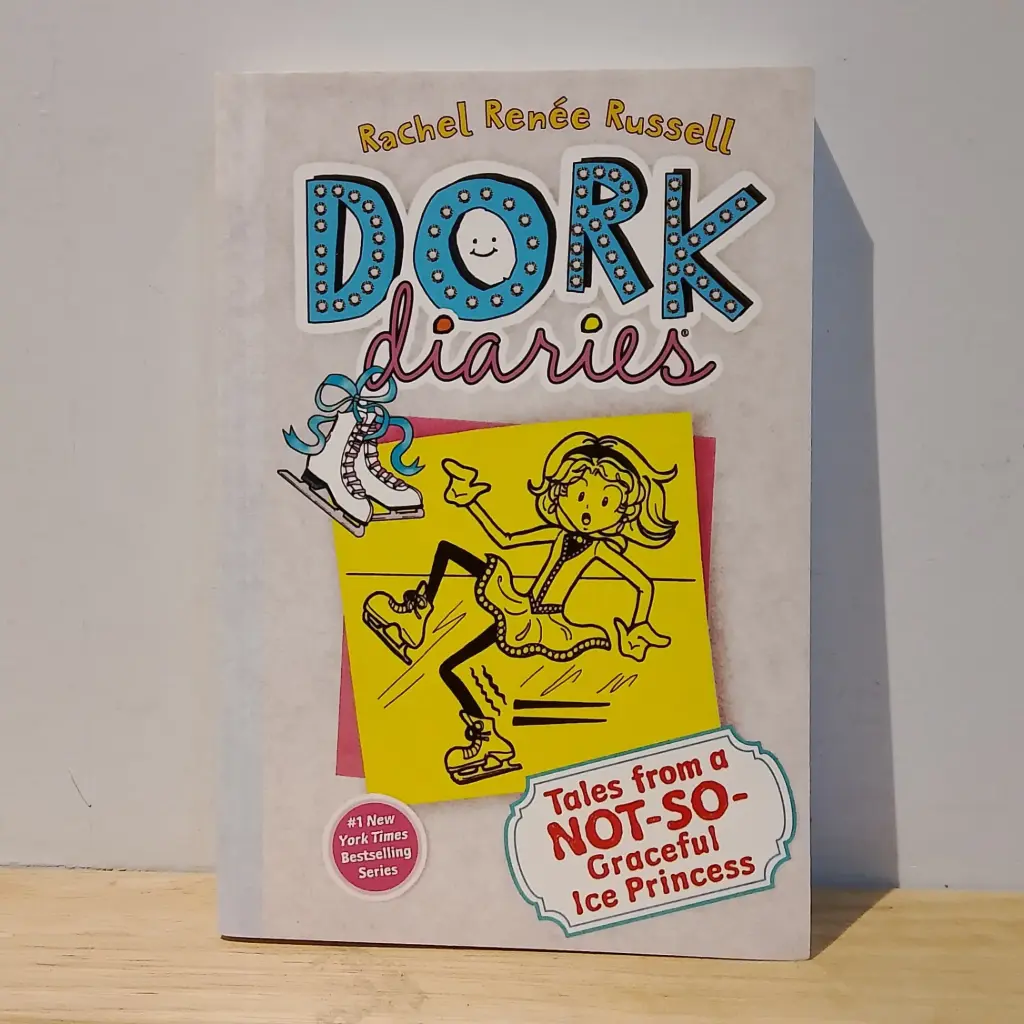 Rachel Renée Russell
DORK
diaries®
#1 New
York Times
Bestselling
Series
Tales from a
NOT-SO-
Graceful
Ice Princess